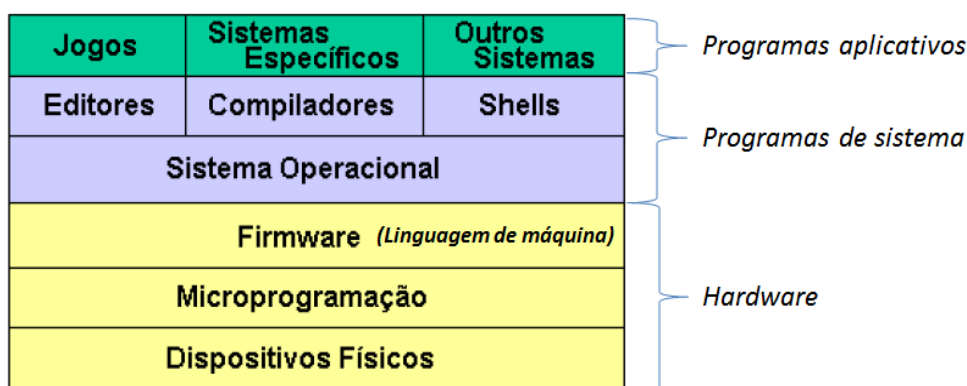 Jogos
Sistemas
Específicos
Outros
Sistemas
Programas aplicativos
Editores
Compiladores
Shells
Programas de sistema
Sistema Operacional
Firmware (Linguagem de máquina)
Microprogramação
Hardware
Dispositivos Físicos